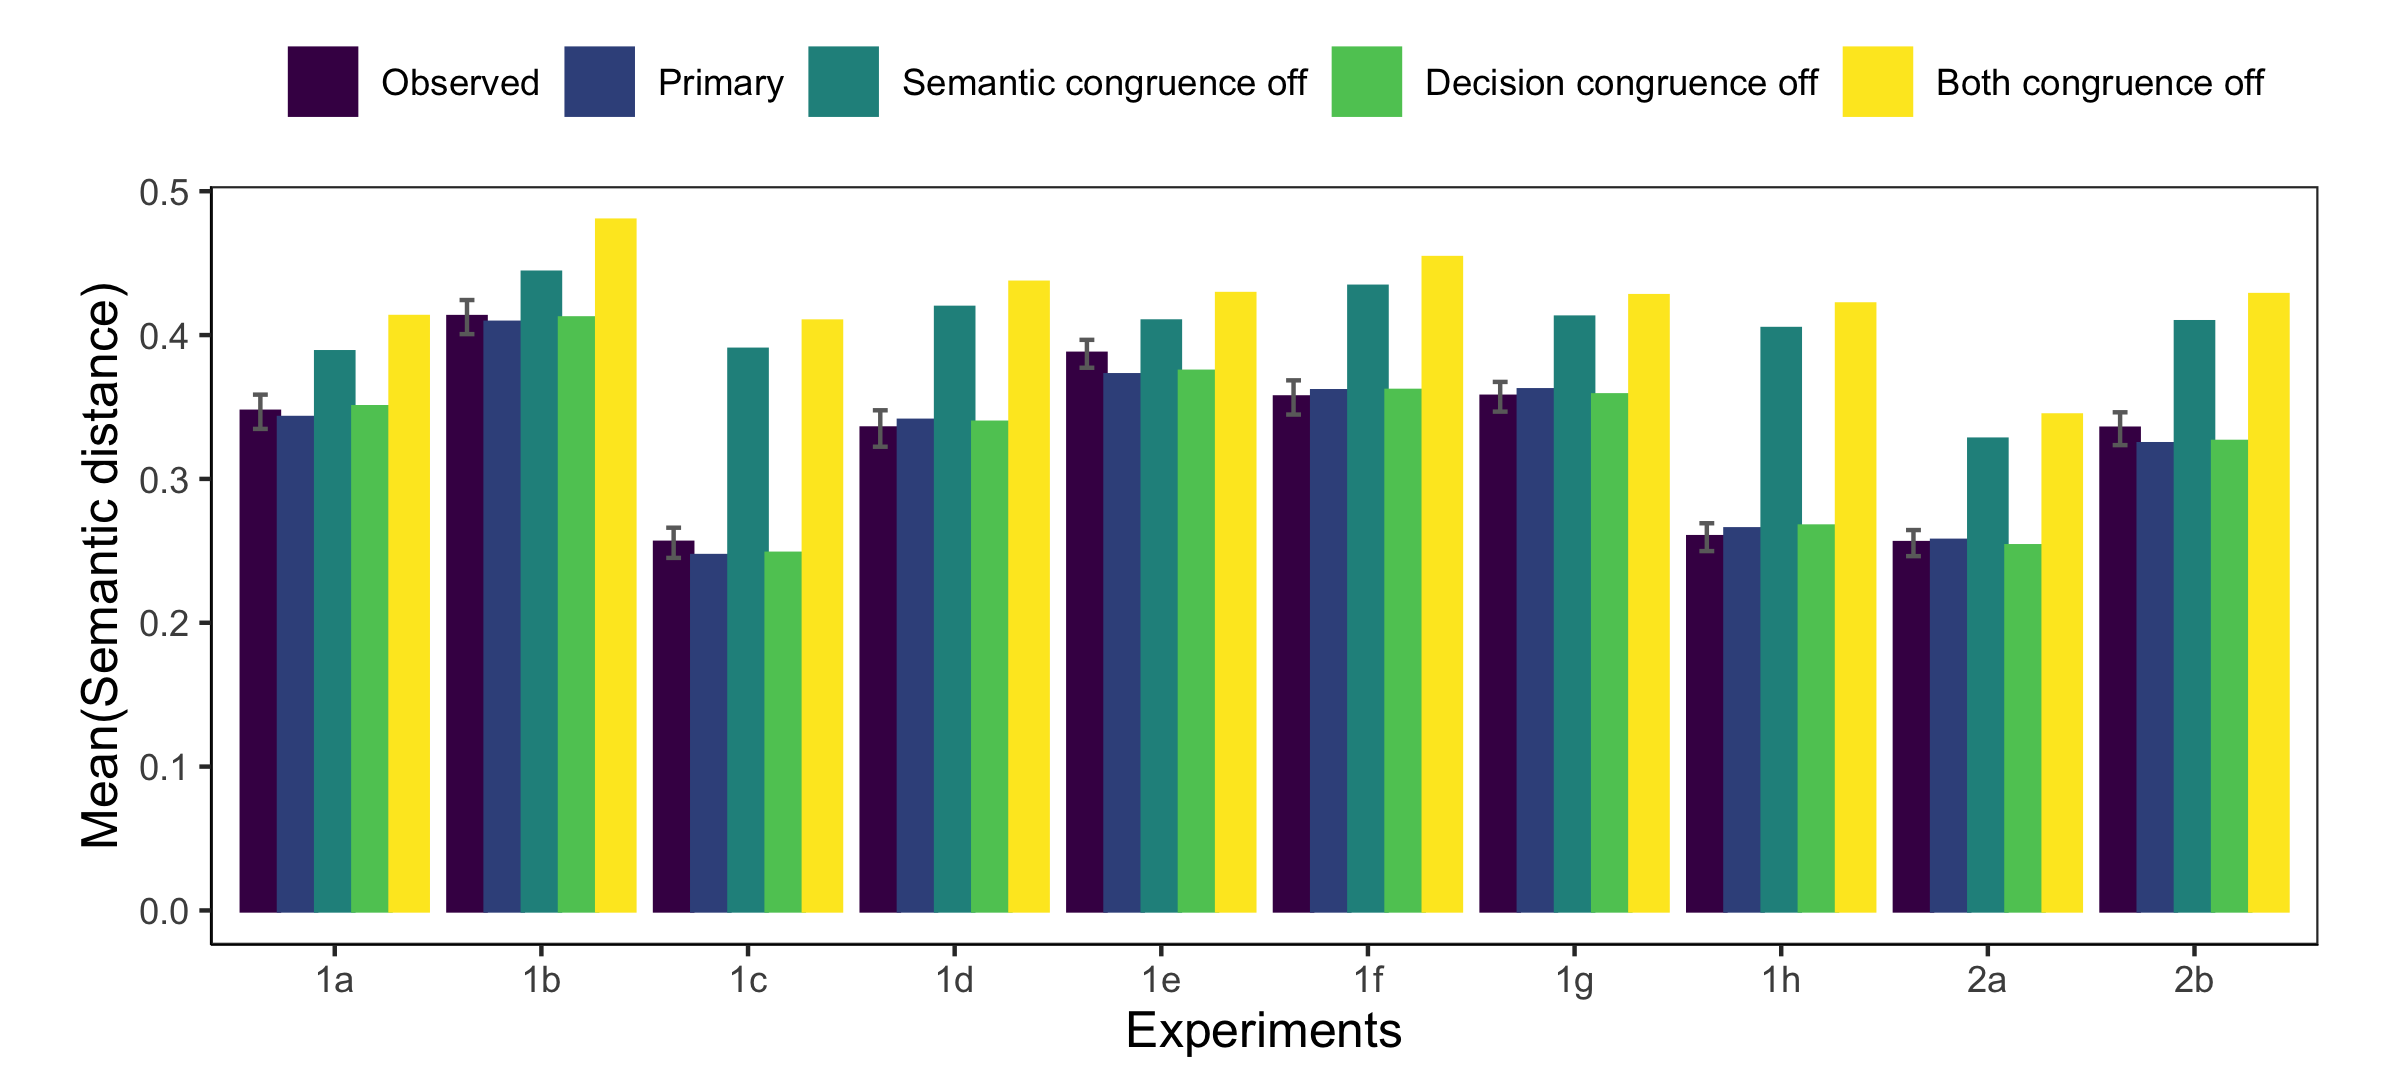 Observed Primary Semantic congruence off Decision congruence off Both congruence off
0.5
0.4
0.3
0.2
0.1
0.0
Mean(Semantic distance)
1a 1b 1c 1d 1e 1f 1g 1h 2a 2b
Experiments